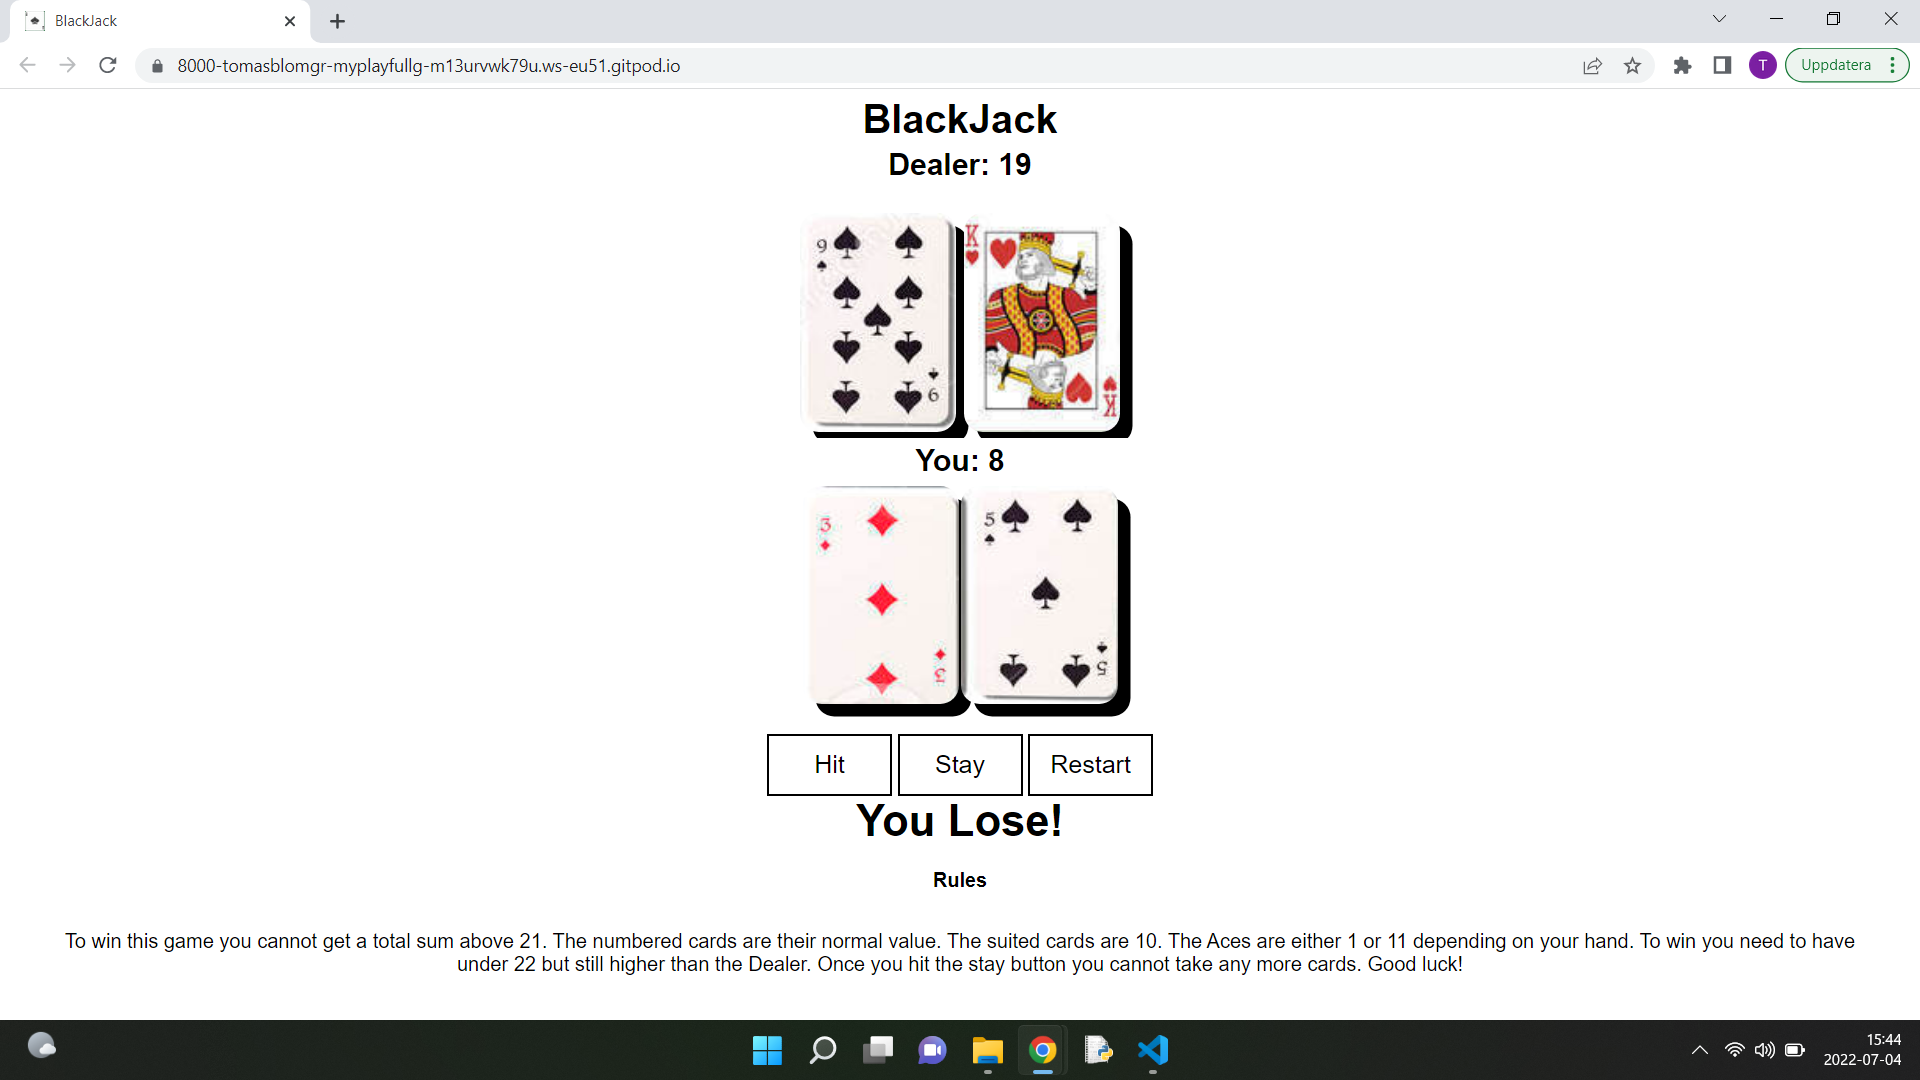 BlackJack
8000-tomasblomgr-myplayfullg-m13urvwk79u.ws-eu51.gitpod.io
T
Uppdatera
BlackJack
Dealer: 19
9
9
K
K
You: 8
3
3
5
5
Hit
Stay
Restart
You Lose!
Rules
To win this game you cannot get a total sum above 21. The numbered cards are their normal value. The suited cards are 10. The Aces are either 1 or 11 depending on your hand. To win you need to have
under 22 but still higher than the Dealer. Once you hit the stay button you cannot take any more cards. Good luck!
15:44
2022-07-04